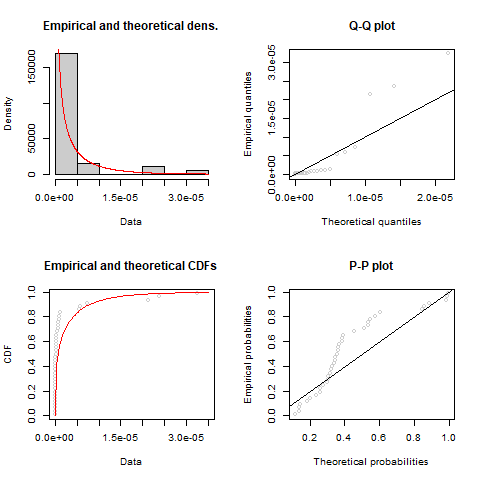 Empirical and theoretical dens.
Density
0 50000 150000
0.0e+00 1.5e-05 3.0e-05
Data
Q-Q plot
Empirical quantiles
0.0e+00 1.5e-05 3.0e-05
0.0e+00 1.0e-05 2.0e-05
Theoretical quantiles
Empirical and theoretical CDFs
CDF
0.0 0.2 0.4 0.6 0.8 1.0
0.0e+00 1.5e-05 3.0e-05
Data
P-P plot
Empirical probabilities
0.0 0.2 0.4 0.6 0.8 1.0
0.2 0.4 0.6 0.8 1.0
Theoretical probabilities